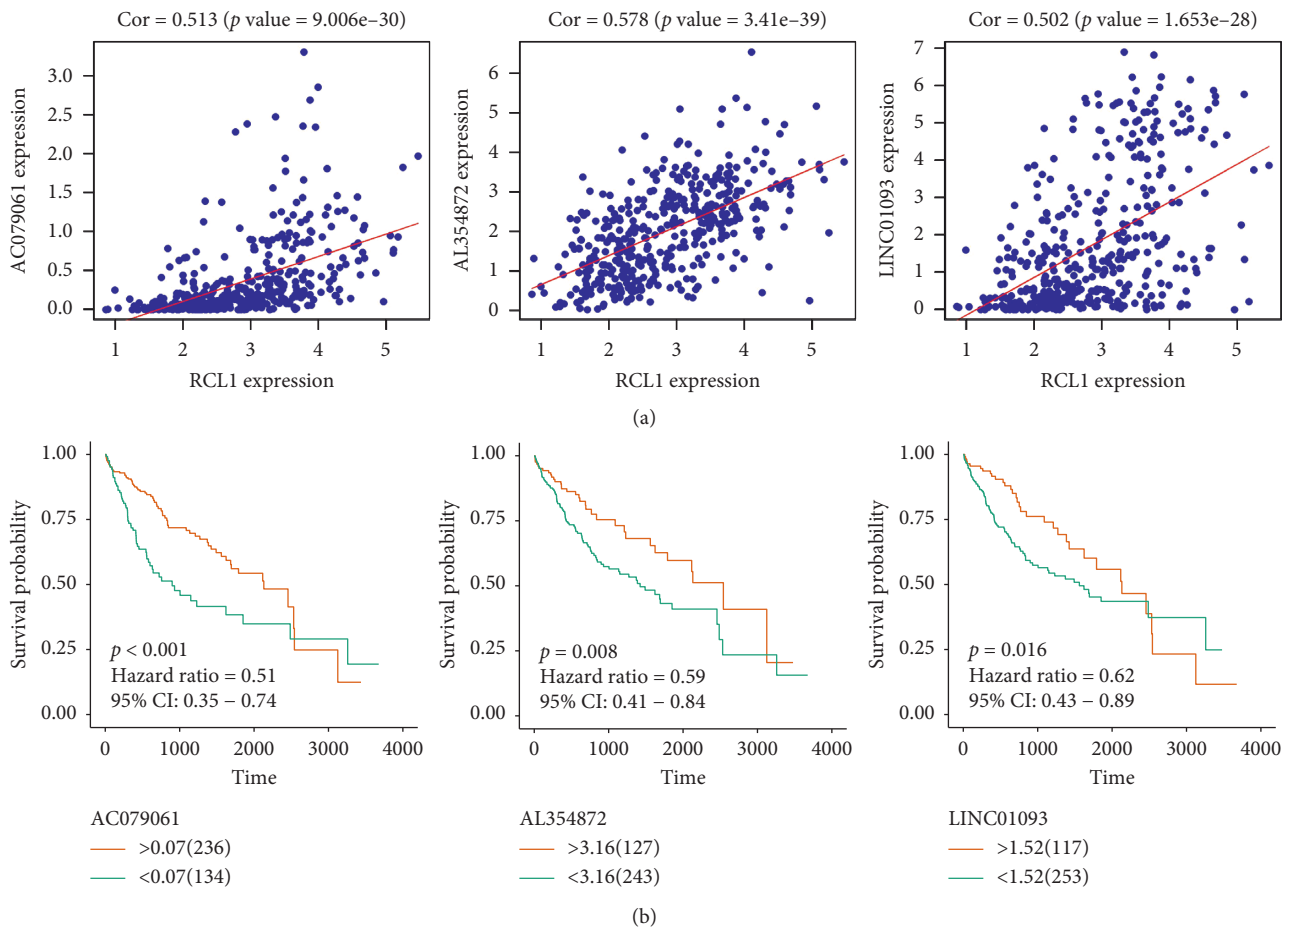 Cor = 0.513 (p value = 9.006e–30)
AC079061 expression
3.0
2.5
2.0
1.5
1.0
0.5
0.0
1 2 3 4 5
RCL1 expression
Cor = 0.578 (p value = 3.41e–39)
AL354872 expression
6
5
4
3
2
1
0
1 2 3 4 5
RCL1 expression
Cor = 0.502 (p value = 1.653e–28)
LINC01093 expression
7
6
5
4
3
2
1
0
1 2 3 4 5
RCL1 expression
(a)
Survival probability
1.00
0.75
0.50
0.25
0.00
p < 0.001
Hazard ratio = 0.51
95% CI: 0.35 – 0.74
0 1000 2000 3000 4000
Time
AC079061
>0.07(236)
<0.07(134)
Survival probability
1.00
0.75
0.50
0.25
0.00
p = 0.008
Hazard ratio = 0.59
95% CI: 0.41 – 0.84
0 1000 2000 3000 4000
Time
AL354872
>3.16(127)
<3.16(243)
Survival probability
1.00
0.75
0.50
0.25
0.00
p = 0.016
Hazard ratio = 0.62
95% CI: 0.43 – 0.89
0 1000 2000 3000 4000
Time
LINC01093
>1.52(117)
<1.52(253)
(b)